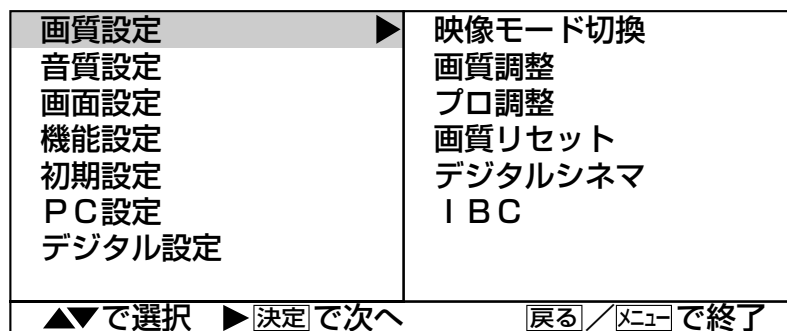 画質設定 ▶
音質設定
画面設定
機能設定
初期設定
ＰＣ設定
デジタル設定
映像モード切換
画質調整
プロ調整
画質リセット
デジタルシネマ
ＩＢＣ
▲▼で選択 ▶決定で次へ 戻る／メニューで終了